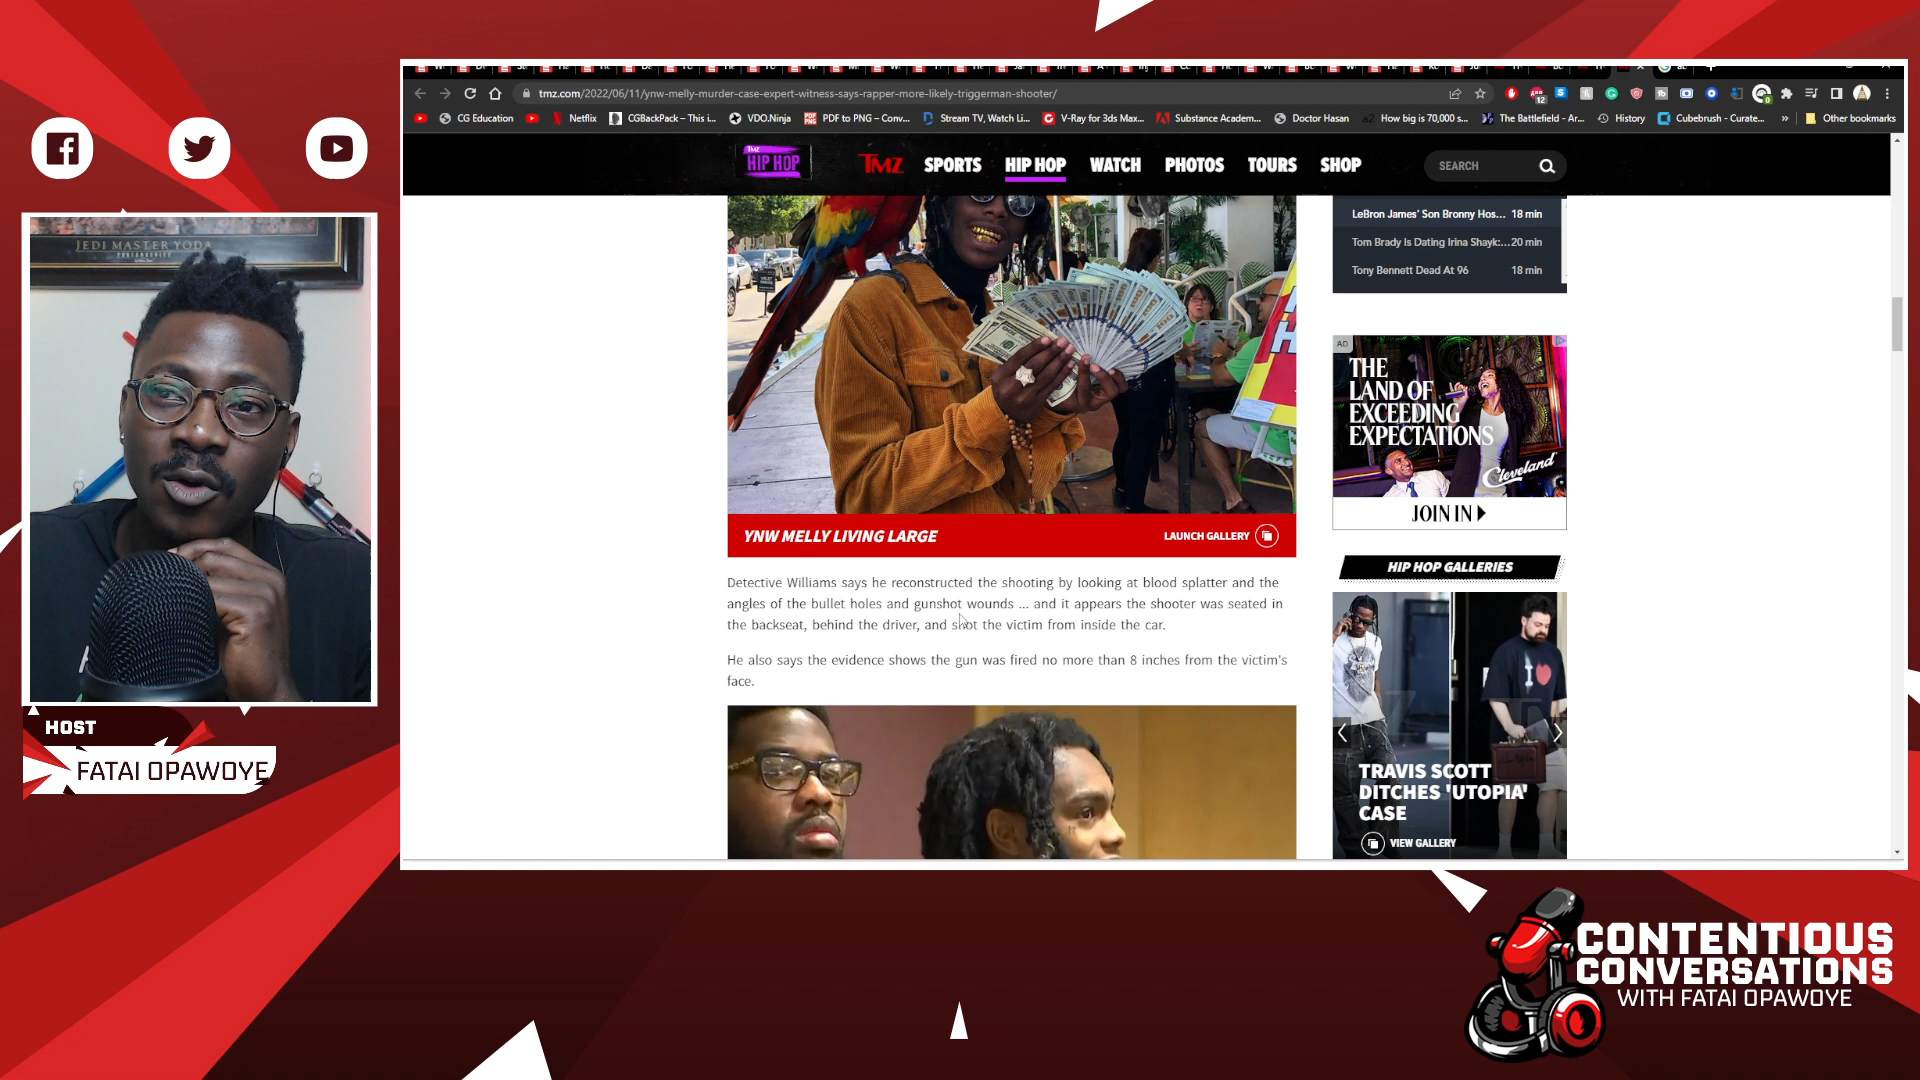 tmz.com/2022/06/11/ynw-melly-murder-case-expert-witness-says-rapper-more-likely-triggerman-shooter/
CG Education
Netflix
CGBackPack – This i...
VDO.Ninja
PDF to PNG – Conv...
Stream TV, Watch Li...
V-Ray for 3ds Max...
Substance Academ...
Doctor Hasan
How big is 70,000 s...
The Battlefield - Ar...
History
Cubebrush - Curate...
»
Other bookmarks
TMZ
HIP HOP
TMZ SPORTS HIP HOP WATCH PHOTOS TOURS SHOP
SEARCH
JEDI MASTER YODA
LeBron James' Son Bronny Hos... 18 min
Tom Brady Is Dating Irina Shayk:... 20 min
Tony Bennett Dead At 96 18 min
AD
THE
LAND OF
EXCEEDING
EXPECTATIONS
Cleveland
JOIN IN
YNW MELLY LIVING LARGE
LAUNCH GALLERY
Detective Williams says he reconstructed the shooting by looking at blood splatter and the
angles of the bullet holes and gunshot wounds ... and it appears the shooter was seated in
the backseat, behind the driver, and shot the victim from inside the car.
He also says the evidence shows the gun was fired no more than 8 inches from the victim's
face.
HIP HOP GALLERIES
TRAVIS SCOTT
DITCHES 'UTOPIA'
CASE
VIEW GALLERY
HOST
FATAI OPAWOYE
CONTENTIOUS
CONVERSATIONS
WITH FATAI OPAWOYE